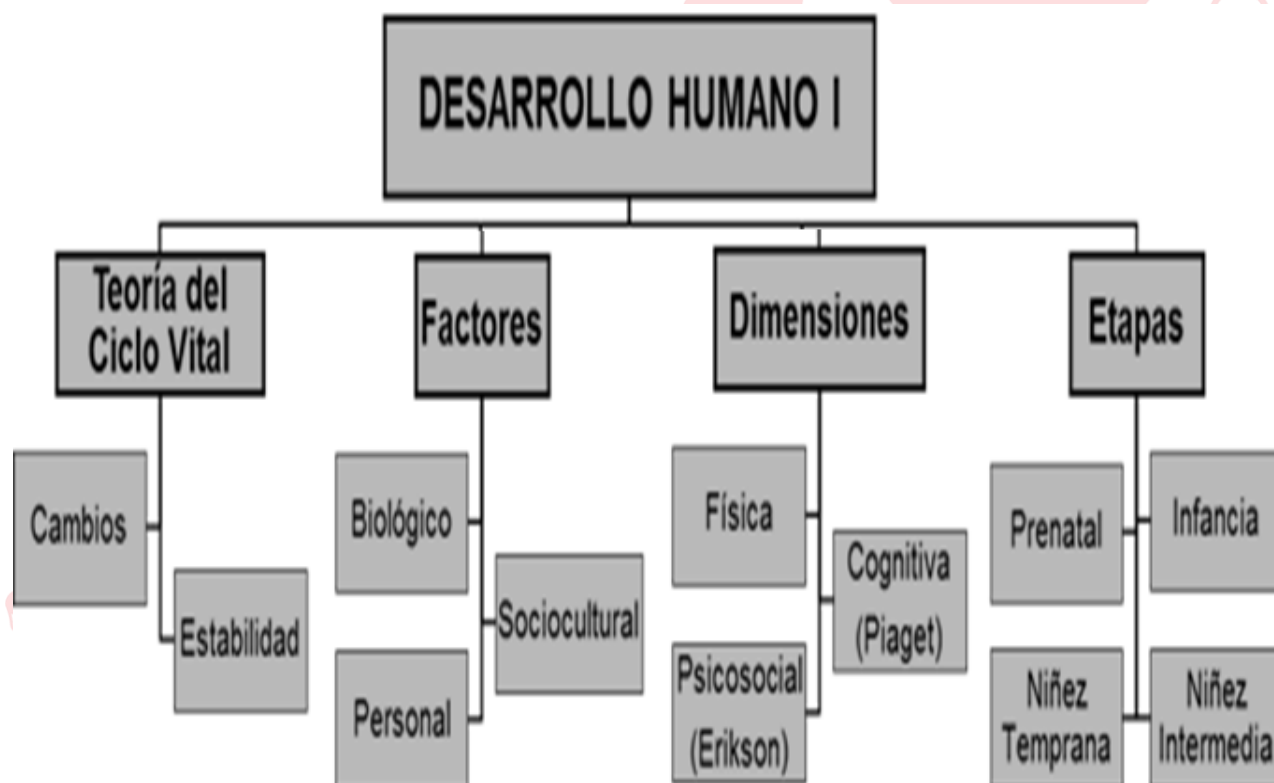 DESARROLLO HUMANO I
Teoría del
Ciclo Vital
Factores
Dimensiones
Etapas
Cambios
Estabilidad
Biológico
Sociocultural
Personal
Física
Cognitiva
(Piaget)
Psicosocial
(Erikson)
Prenatal
Infancia
Niñez
Temprana
Niñez
Intermedia